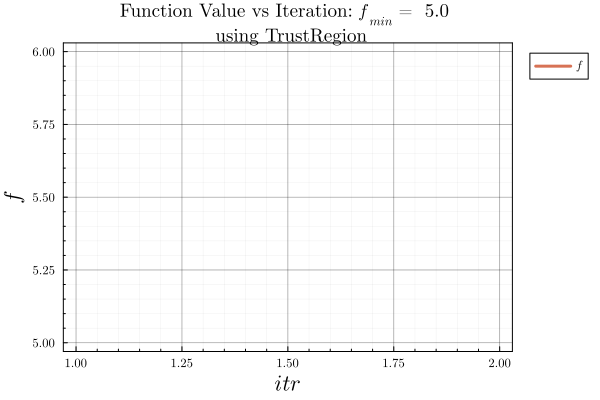 Function Value vs Iteration: f_min = 5.0
using TrustRegion
f
6.00
5.75
5.50
5.25
5.00
f
1.00 1.25 1.50 1.75 2.00
itr